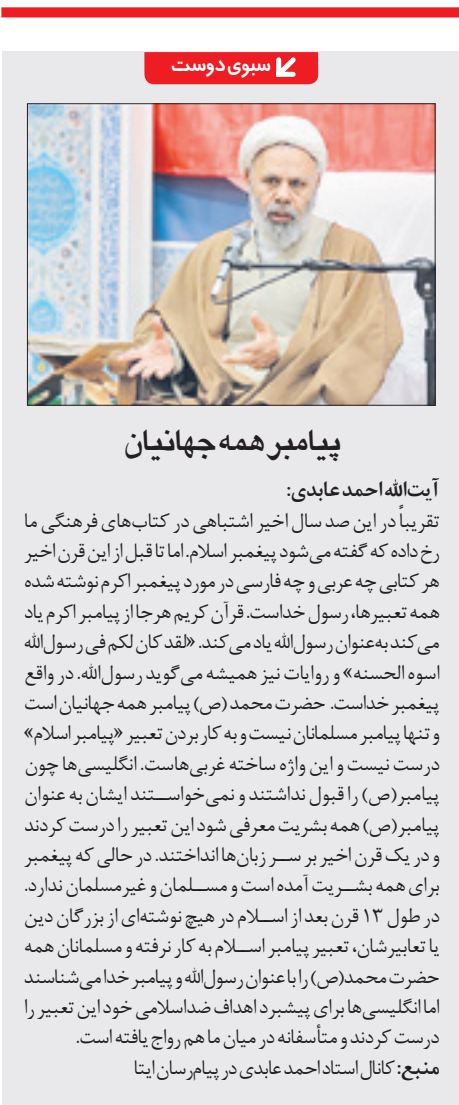 سبوی دوست
پیامبر همه جهانیان
آیت‌الله احمد عابدی:
تقریباً در این صد سال اخیر اشتباهی در کتاب‌های فرهنگی ما
رخ داده که گفته می‌شود پیغمبر اسلام. اما تا قبل از این قرن اخیر
هر کتابی چه عربی و چه فارسی در مورد پیغمبر اکرم نوشته شده
همه تعبیرها، رسول خداست. قرآن کریم هرجا از پیامبر اکرم یاد
می‌کند به‌عنوان رسول‌الله یاد می‌کند. «لقد کان لکم فی رسول‌الله
اسوه الحسنه» و روایات نیز همیشه می‌گوید رسول‌الله. در واقع
پیغمبر خداست. حضرت محمد (ص) پیامبر همه جهانیان است
و تنها پیامبر مسلمانان نیست و به کار بردن تعبیر «پیامبر اسلام»
درست نیست و این واژه ساخته غربی‌هاست. انگلیسی‌ها چون
پیامبر(ص) را قبول نداشتند و نمی‌خواستند ایشان به عنوان
پیامبر(ص) همه بشریت معرفی شود این تعبیر را درست کردند
و در یک قرن اخیر بر سر زبان‌ها انداختند. در حالی که پیغمبر
برای همه بشریت آمده است و مسلمان و غیرمسلمان ندارد.
در طول ۱۳ قرن بعد از اسلام در هیچ نوشته‌ای از بزرگان دین
یا تعابیرشان، تعبیر پیامبر اسلام به کار نرفته و مسلمانان همه
حضرت محمد(ص) را با عنوان رسول‌الله و پیامبر خدا می‌شناسند
اما انگلیسی‌ها برای پیشبرد اهداف ضداسلامی خود این تعبیر را
درست کردند و متأسفانه در میان ما هم رواج یافته است.
منبع: کانال استاد احمد عابدی در پیام‌رسان ایتا